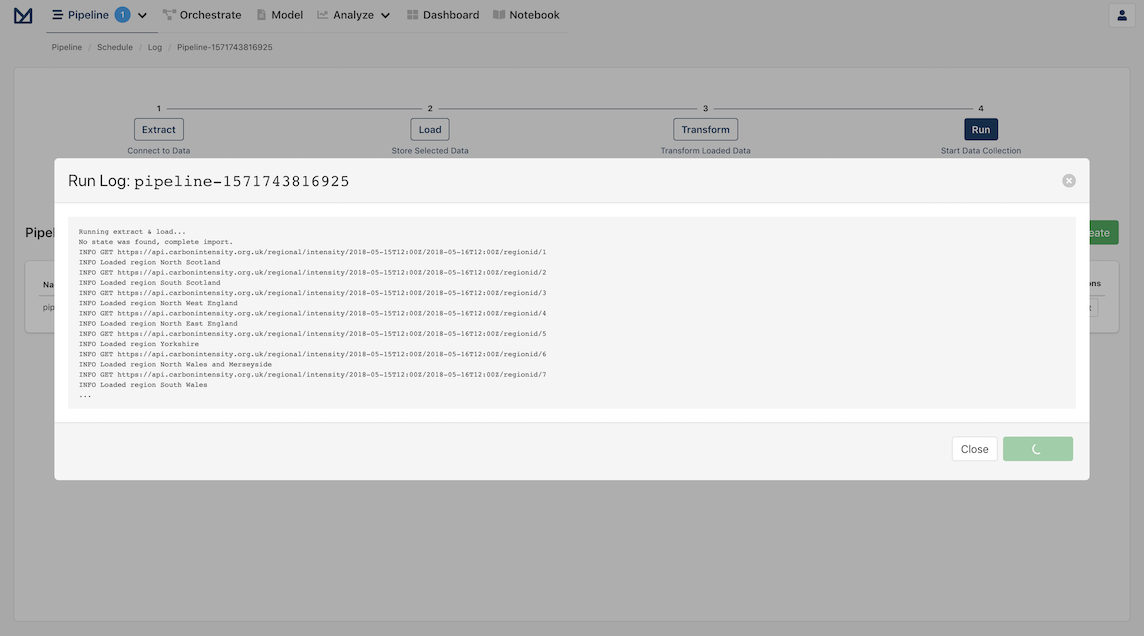 Pipeline 1 Orchestrate Model Analyze Dashboard Notebook
Pipeline / Schedule / Log / Pipeline-1571743816925
1 2 3 4
Extract Load Transform Run
Connect to Data Store Selected Data Transform Loaded Data Start Data Collection
Run Log: pipeline-1571743816925
Running extract & load...
No state was found, complete import.
INFO GET https://api.carbonintensity.org.uk/regional/intensity/2018-05-15T12:00Z/2018-05-16T12:00Z/regionid/1
INFO Loaded region North Scotland
INFO GET https://api.carbonintensity.org.uk/regional/intensity/2018-05-15T12:00Z/2018-05-16T12:00Z/regionid/2
INFO Loaded region South Scotland
INFO GET https://api.carbonintensity.org.uk/regional/intensity/2018-05-15T12:00Z/2018-05-16T12:00Z/regionid/3
INFO Loaded region North West England
INFO GET https://api.carbonintensity.org.uk/regional/intensity/2018-05-15T12:00Z/2018-05-16T12:00Z/regionid/4
INFO Loaded region North East England
INFO GET https://api.carbonintensity.org.uk/regional/intensity/2018-05-15T12:00Z/2018-05-16T12:00Z/regionid/5
INFO Loaded region Yorkshire
INFO GET https://api.carbonintensity.org.uk/regional/intensity/2018-05-15T12:00Z/2018-05-16T12:00Z/regionid/6
INFO Loaded region North Wales and Merseyside
INFO GET https://api.carbonintensity.org.uk/regional/intensity/2018-05-15T12:00Z/2018-05-16T12:00Z/regionid/7
INFO Loaded region South Wales
...
Close